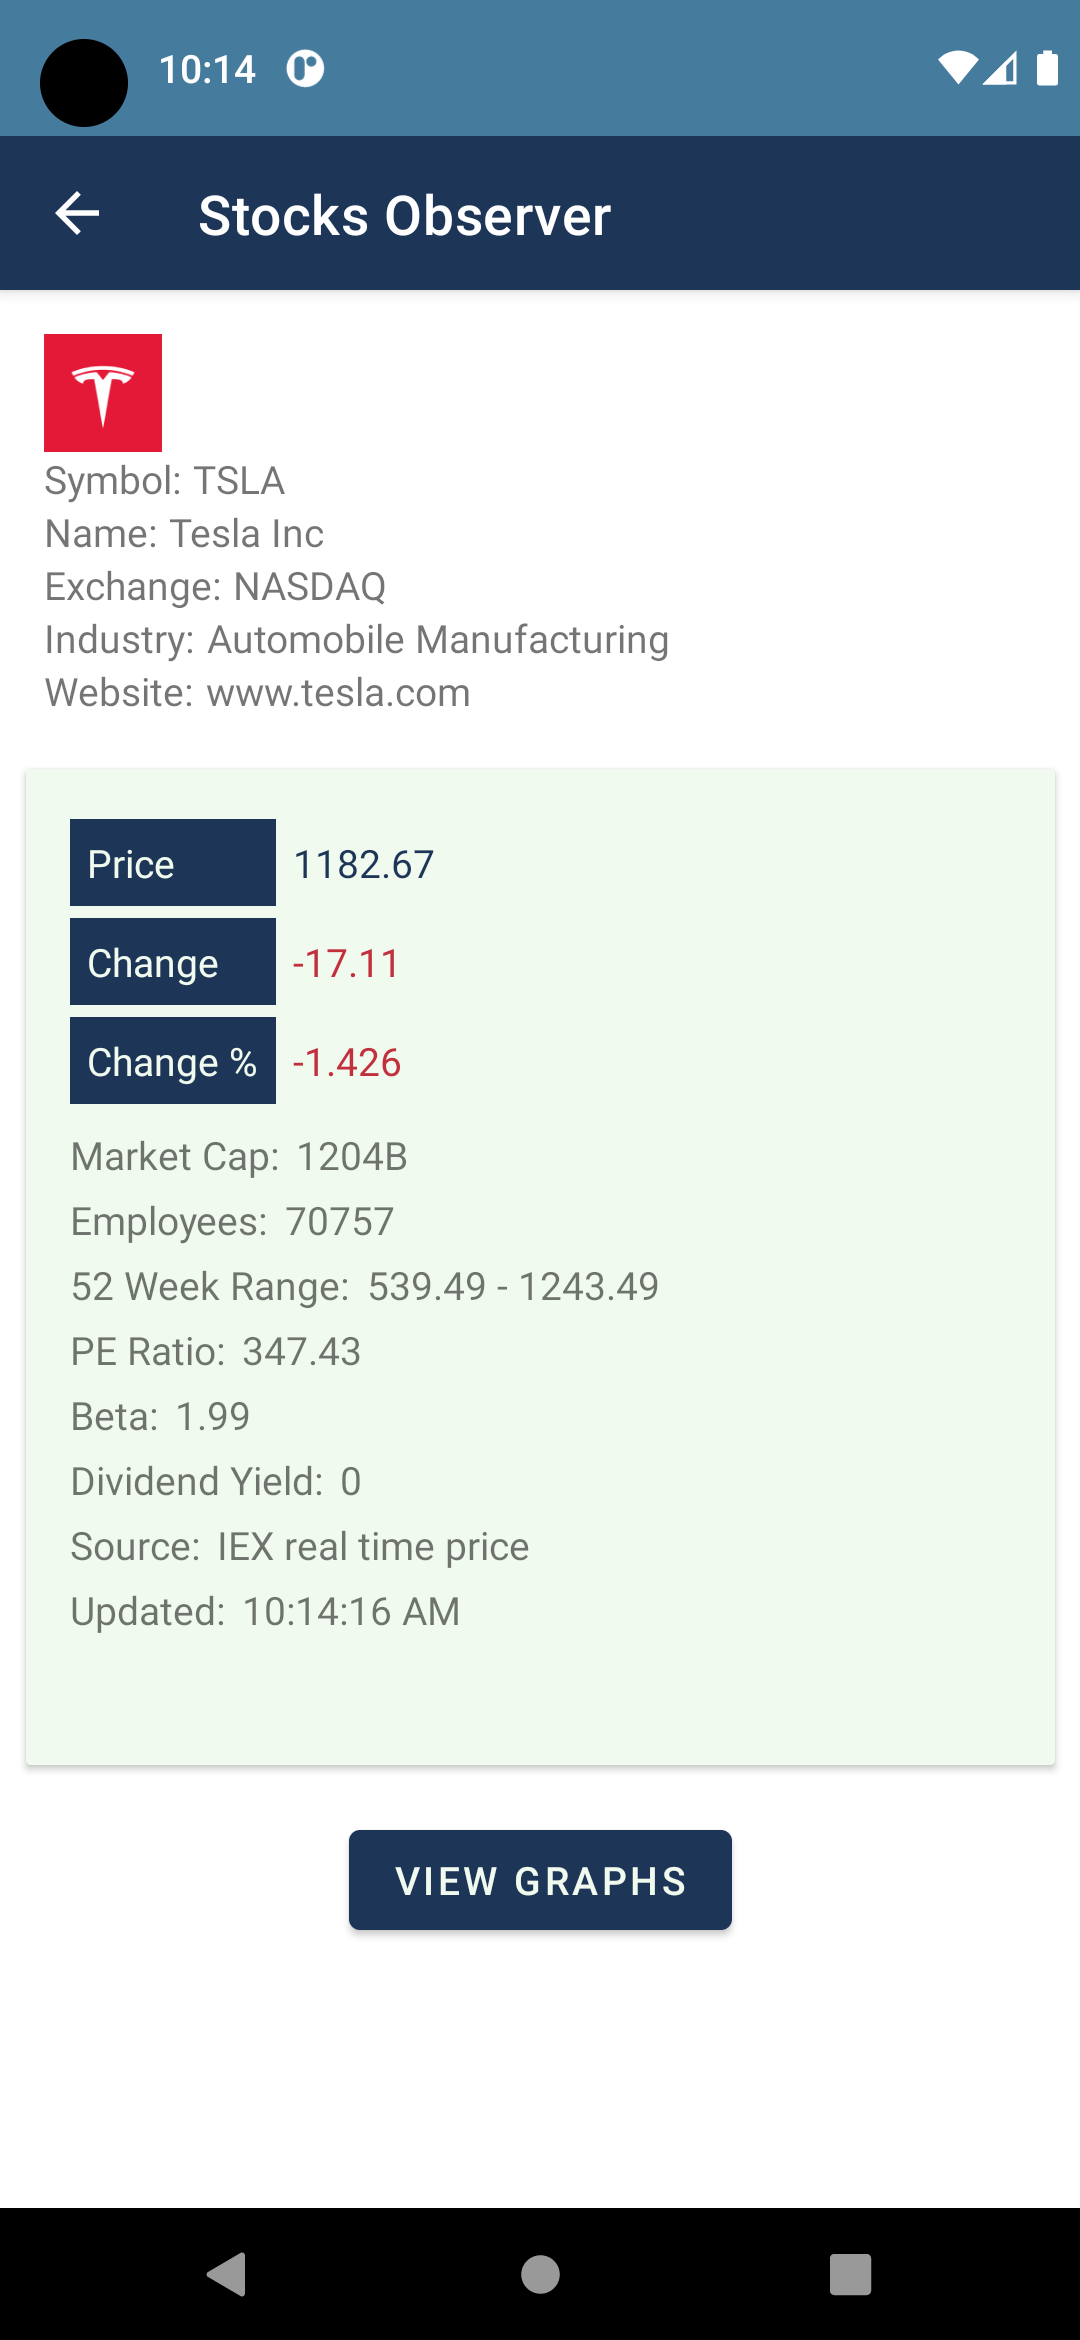 10:14
Stocks Observer
Symbol: TSLA
Name: Tesla Inc
Exchange: NASDAQ
Industry: Automobile Manufacturing
Website: www.tesla.com
Price 1182.67
Change -17.11
Change % -1.426
Market Cap: 1204B
Employees: 70757
52 Week Range: 539.49 - 1243.49
PE Ratio: 347.43
Beta: 1.99
Dividend Yield: 0
Source: IEX real time price
Updated: 10:14:16 AM
VIEW GRAPHS